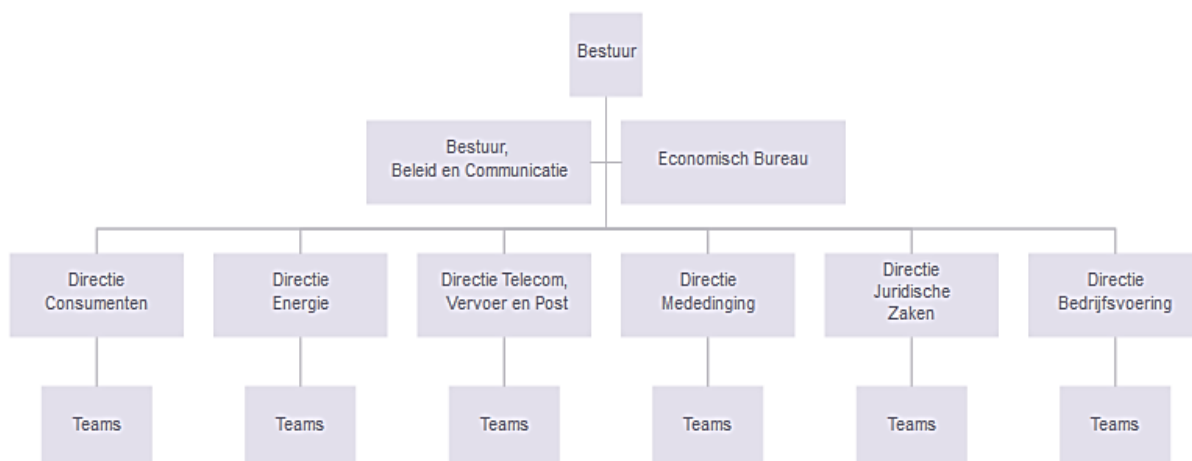 Bestuur
Bestuur,
Beleid en Communicatie
Economisch Bureau
Directie
Consumenten
Directie
Energie
Directie Telecom,
Vervoer en Post
Directie
Mededinging
Directie
Juridische
Zaken
Directie
Bedrijfsvoering
Teams
Teams
Teams
Teams
Teams
Teams